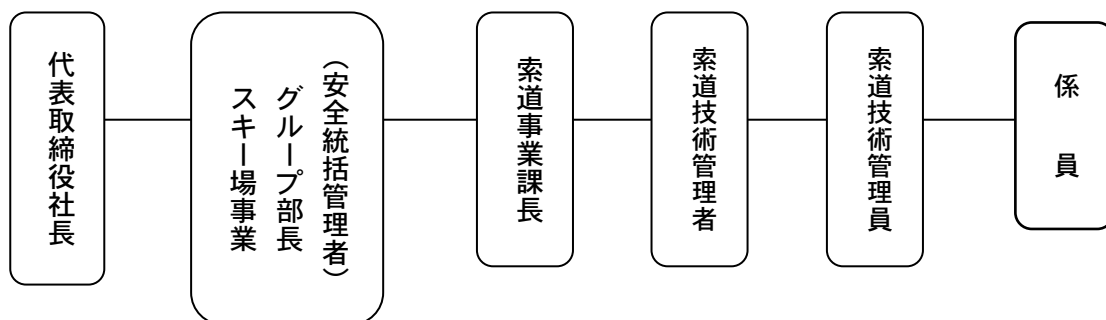 代表取締役社長
スキー場事業
グループ部長
(安全統括管理者)
索道事業課長
索道技術管理者
索道技術管理員
係員